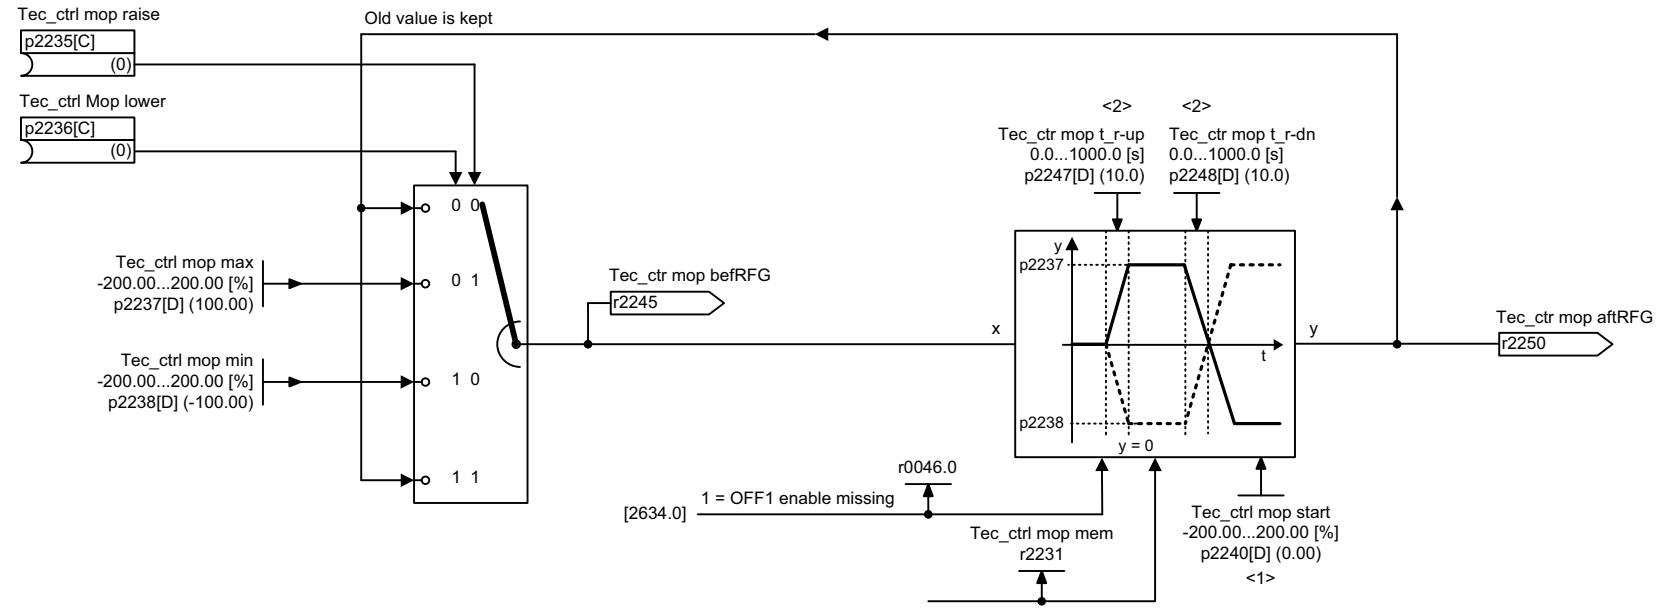 Tec_ctrl mop raise
p2235[C]
(0)
Old value is kept
Tec_ctrl Mop lower
p2236[C]
(0)
0 0
Tec_ctrl mop max
-200.00...200.00 [%]
p2237[D] (100.00)
0 1
Tec_ctrl mop min
-200.00...200.00 [%]
p2238[D] (-100.00)
1 0
1 1
Tec_ctr mop befRFG
r2245
x
<2>
Tec_ctr mop t_r-up
0.0...1000.0 [s]
p2247[D] (10.0)
<2>
Tec_ctr mop t_r-dn
0.0...1000.0 [s]
p2248[D] (10.0)
y
p2237
t
p2238
y = 0
y
Tec_ctr mop aftRFG
r2250
r0046.0
1 = OFF1 enable missing
[2634.0]
Tec_ctrl mop mem
r2231
Tec_ctrl mop start
-200.00...200.00 [%]
p2240[D] (0.00)
<1>